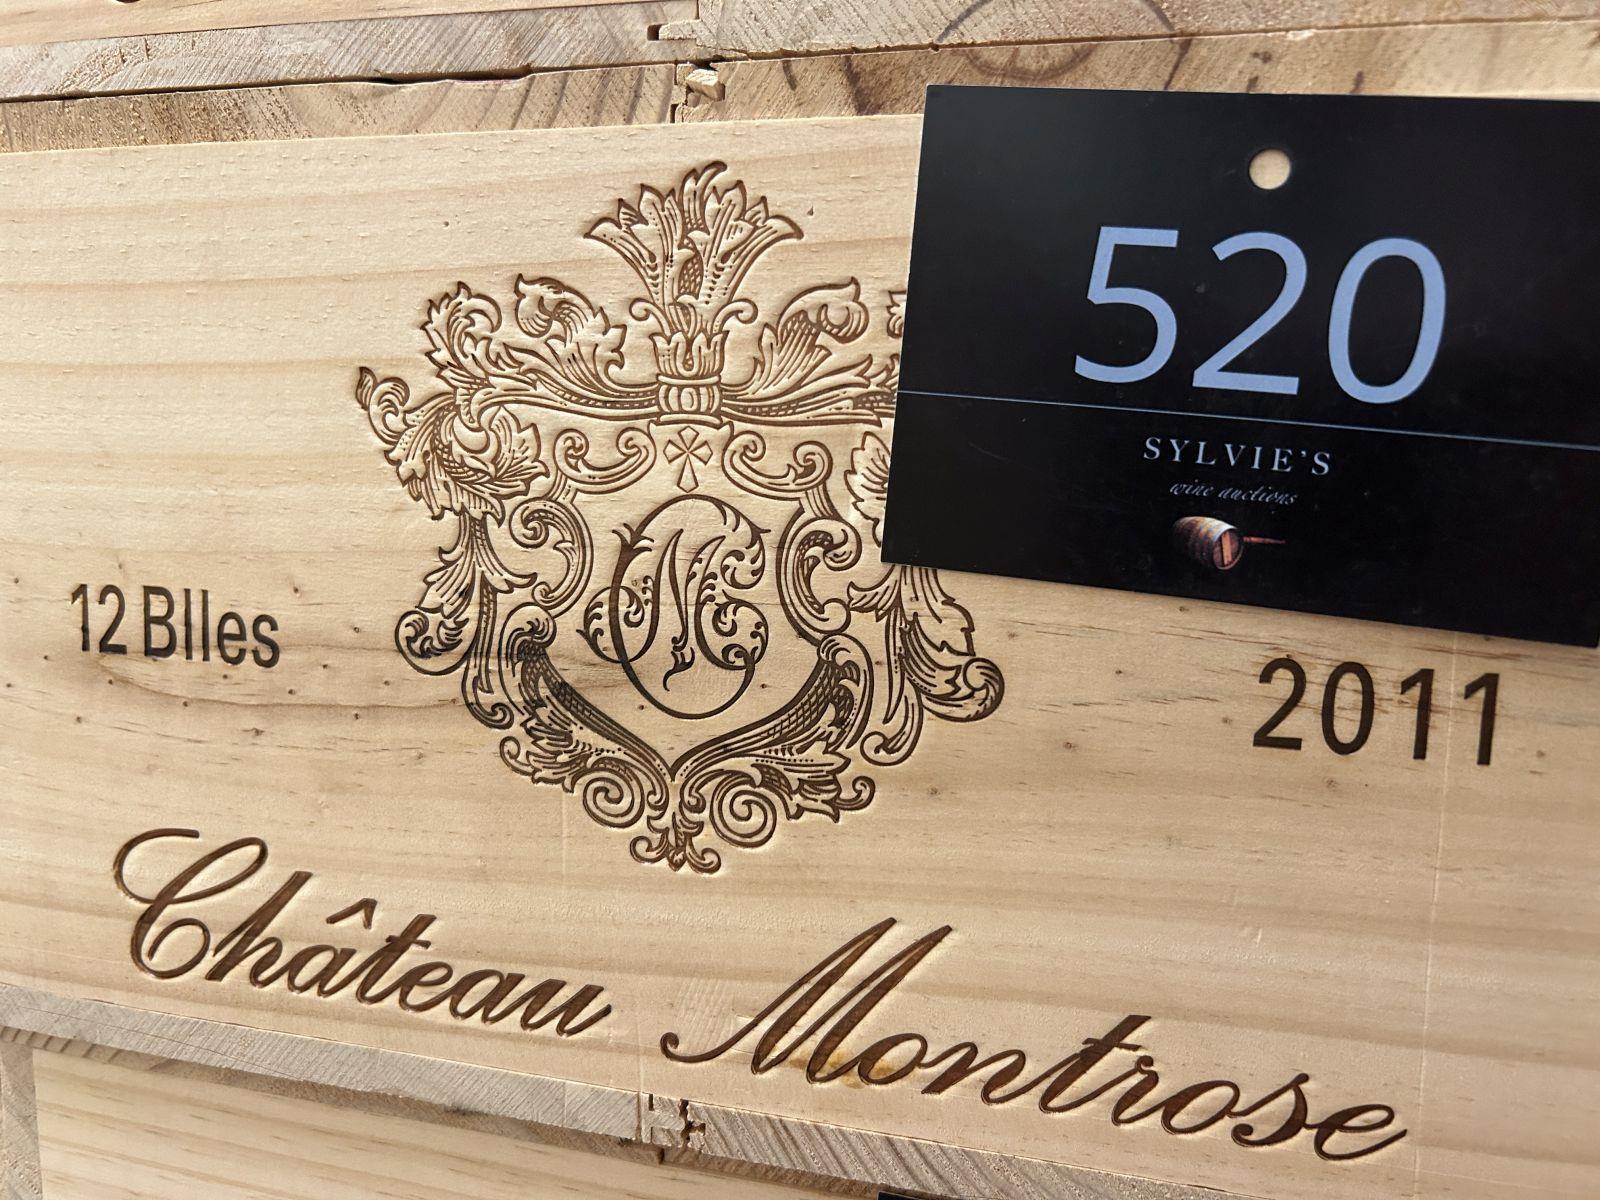 520
SYLVIE'S
wine auctions
12 Blles
2011
Château Montrose